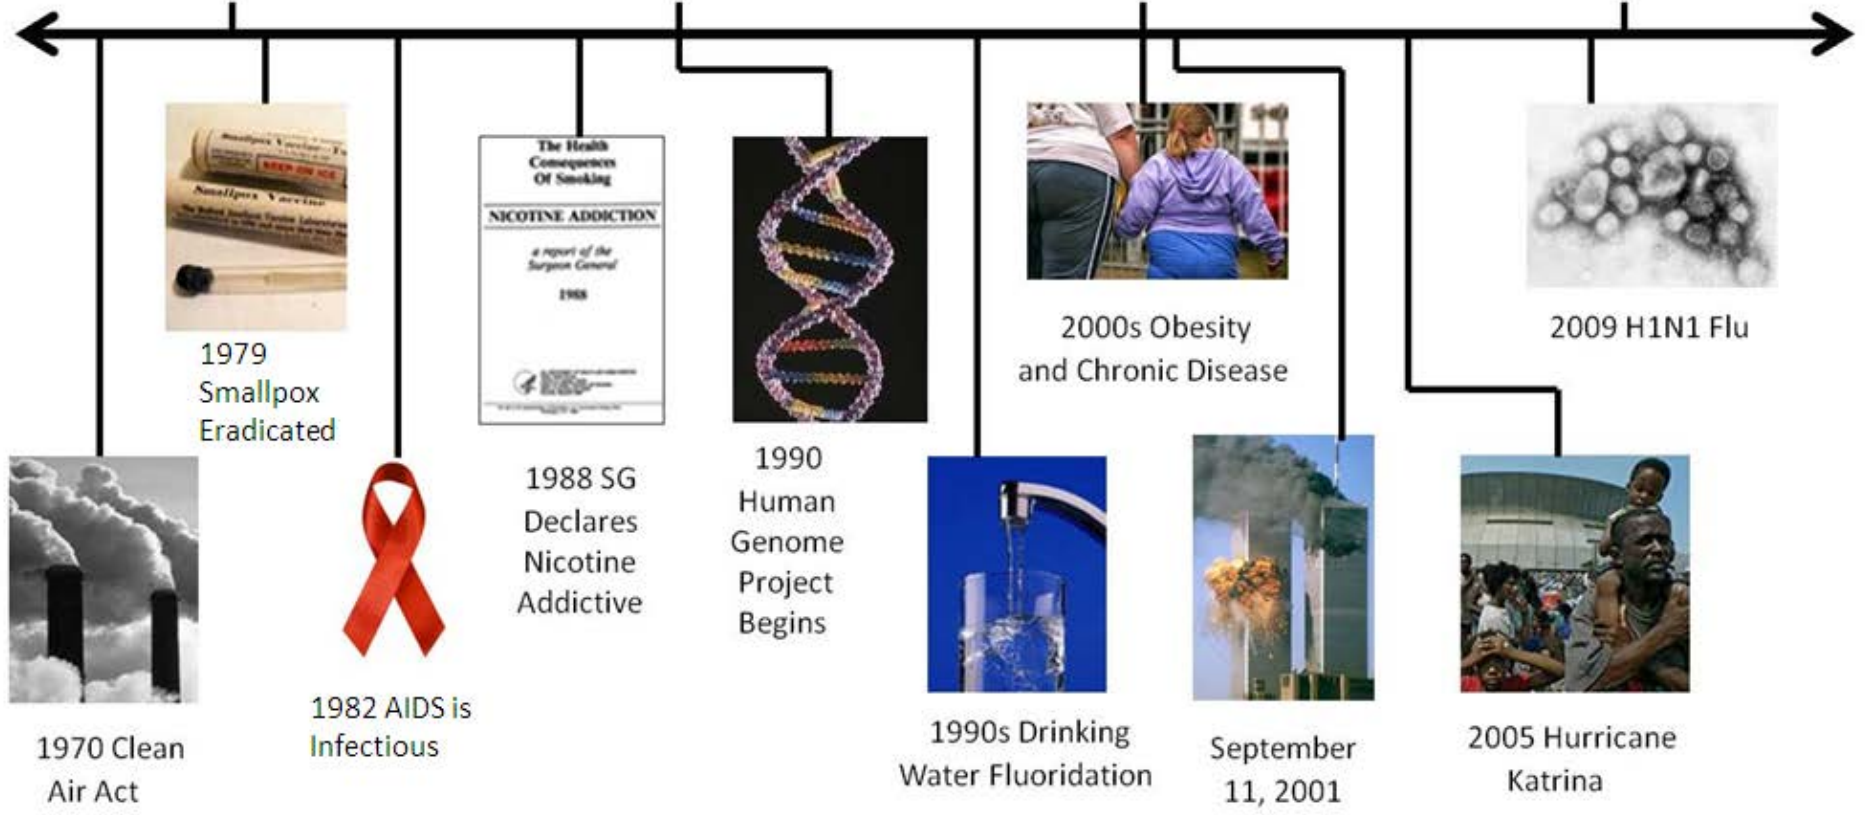 Smallpox Vaccine
KEEP ON ICE
Smallpox Vaccine
1979
Smallpox
Eradicated
The Health
Consequences
Of Smoking
NICOTINE ADDICTION
a report of the
Surgeon General
1988
2000s Obesity
and Chronic Disease
2009 H1N1 Flu
1988 SG
Declares
Nicotine
Addictive
1990
Human
Genome
Project
Begins
1970 Clean
Air Act
1982 AIDS is
Infectious
1990s Drinking
Water Fluoridation
September
11, 2001
2005 Hurricane
Katrina